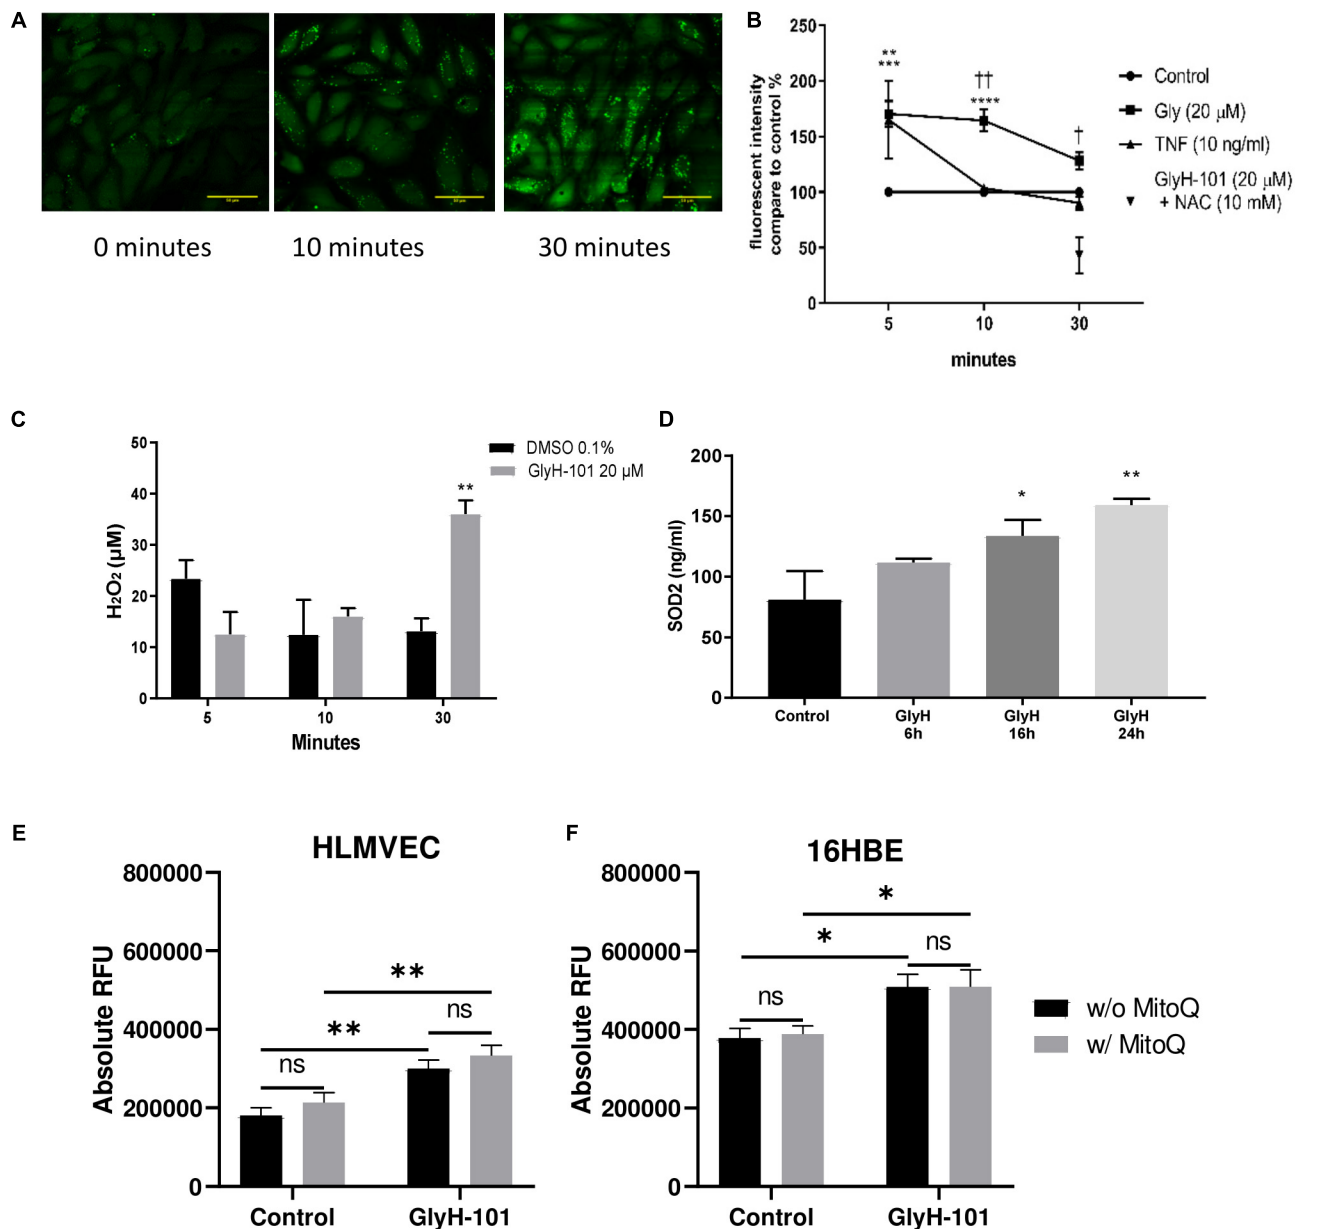 A
0 minutes
10 minutes
30 minutes
B
fluorescent intensity
compare to control %
250
200
150
100
50
0
**
***
††
****
†
5
10
30
minutes
Control
Gly (20 μM)
TNF (10 ng/ml)
GlyH-101 (20 μM)
+ NAC (10 mM)
C
H₂O₂ (μM)
50
40
30
20
10
0
**
5
10
30
Minutes
DMSO 0.1%
GlyH-101 20 μM
D
SOD2 (ng/ml)
200
150
100
50
0
*
**
Control
GlyH
6h
GlyH
16h
GlyH
24h
E
HLMVEC
Absolute RFU
800000
600000
400000
200000
0
ns
**
**
ns
Control
GlyH-101
F
16HBE
Absolute RFU
800000
600000
400000
200000
0
ns
*
*
ns
Control
GlyH-101
w/o MitoQ
w/ MitoQ